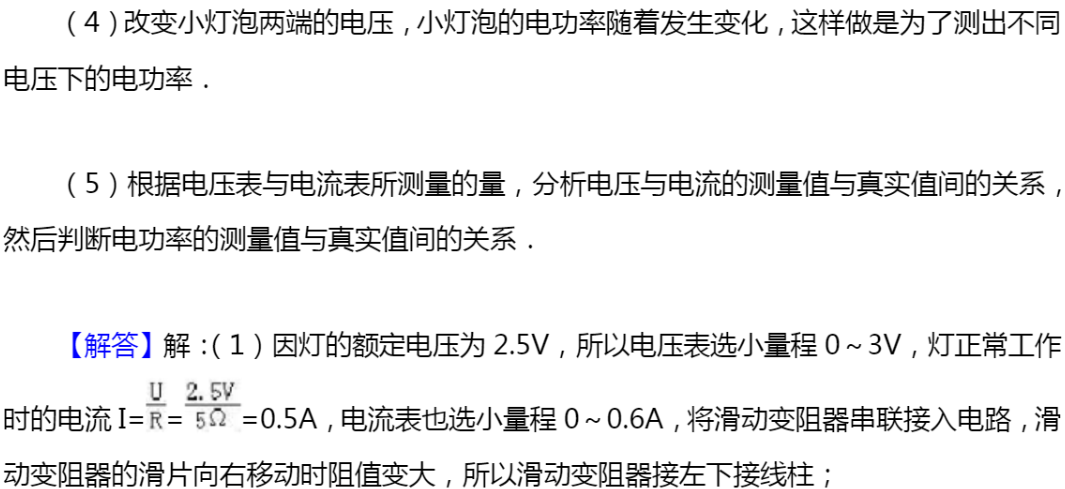 （4）改变小灯泡两端的电压，小灯泡的电功率随着发生变化，这样做是为了测出不同
电压下的电功率．
（5）根据电压表与电流表所测量的量，分析电压与电流的测量值与真实值间的关系，
然后判断电功率的测量值与真实值间的关系．
【解答】解：（1）因灯的额定电压为 2.5V，所以电压表选小量程 0～3V，灯正常工作
时的电流 I=U/R=2.5V/5Ω=0.5A，电流表也选小量程 0～0.6A，将滑动变阻器串联接入电路，滑
动变阻器的滑片向右移动时阻值变大，所以滑动变阻器接左下接线柱；